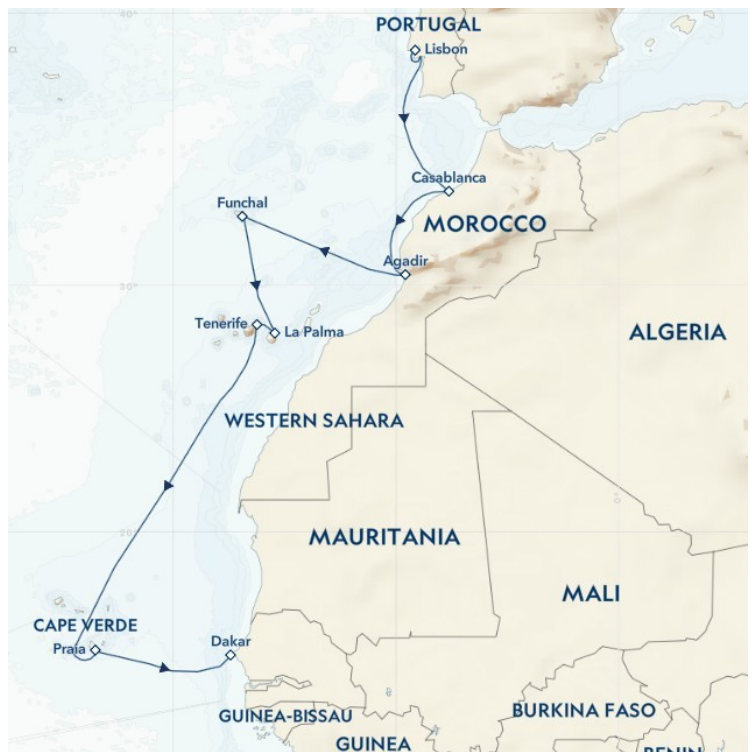 PORTUGAL
Lisbon
Casablanca
Funchal
MOROCCO
Agadir
Tenerife
La Palma
ALGERIA
WESTERN SAHARA
MAURITANIA
MALI
CAPE VERDE
Praia
Dakar
GUINEA-BISSAU
BURKINA FASO
GUINEA